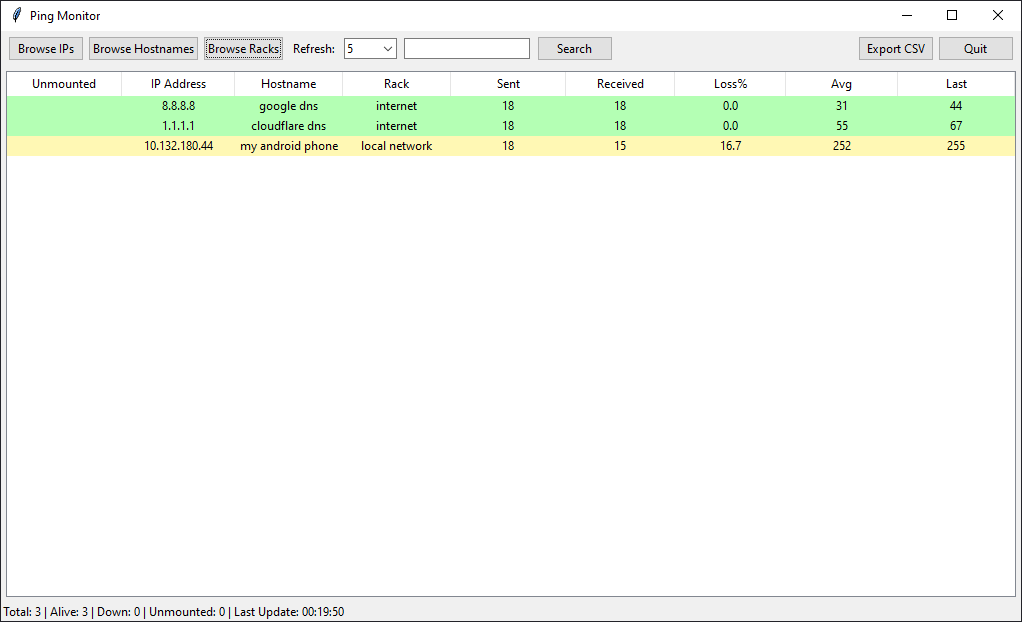 Ping Monitor
Browse IPs Browse Hostnames Browse Racks Refresh: 5 Search Export CSV Quit
Unmounted IP Address Hostname Rack Sent Received Loss% Avg Last
8.8.8.8 google dns internet 18 18 0.0 31 44
1.1.1.1 cloudflare dns internet 18 18 0.0 55 67
10.132.180.44 my android phone local network 18 15 16.7 252 255
Total: 3 | Alive: 3 | Down: 0 | Unmounted: 0 | Last Update: 00:19:50